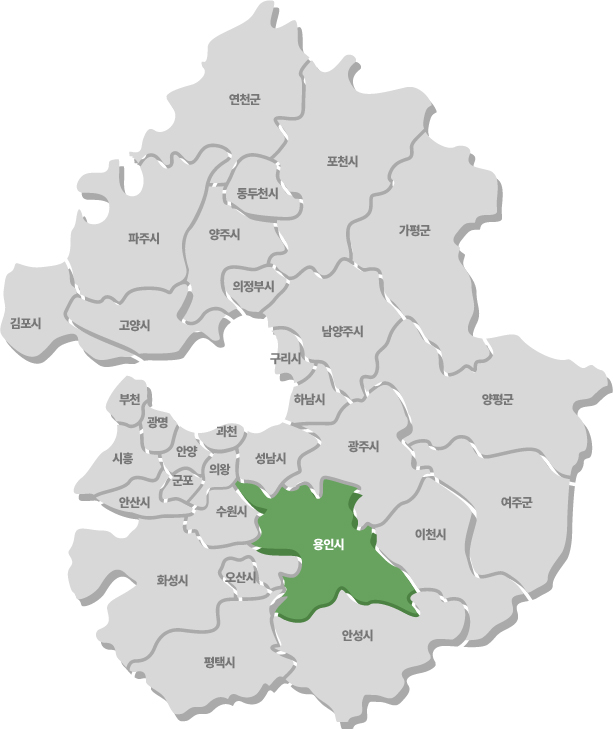 연천군
포천시
동두천시
가평군
양주시
파주시
의정부시
김포시
고양시
남양주시
구리시
양평군
부천
하남시
광명
과천
광주시
안양
시흥
성남시
의왕
군포
안산시
여주군
수원시
이천시
용인시
오산시
화성시
안성시
평택시